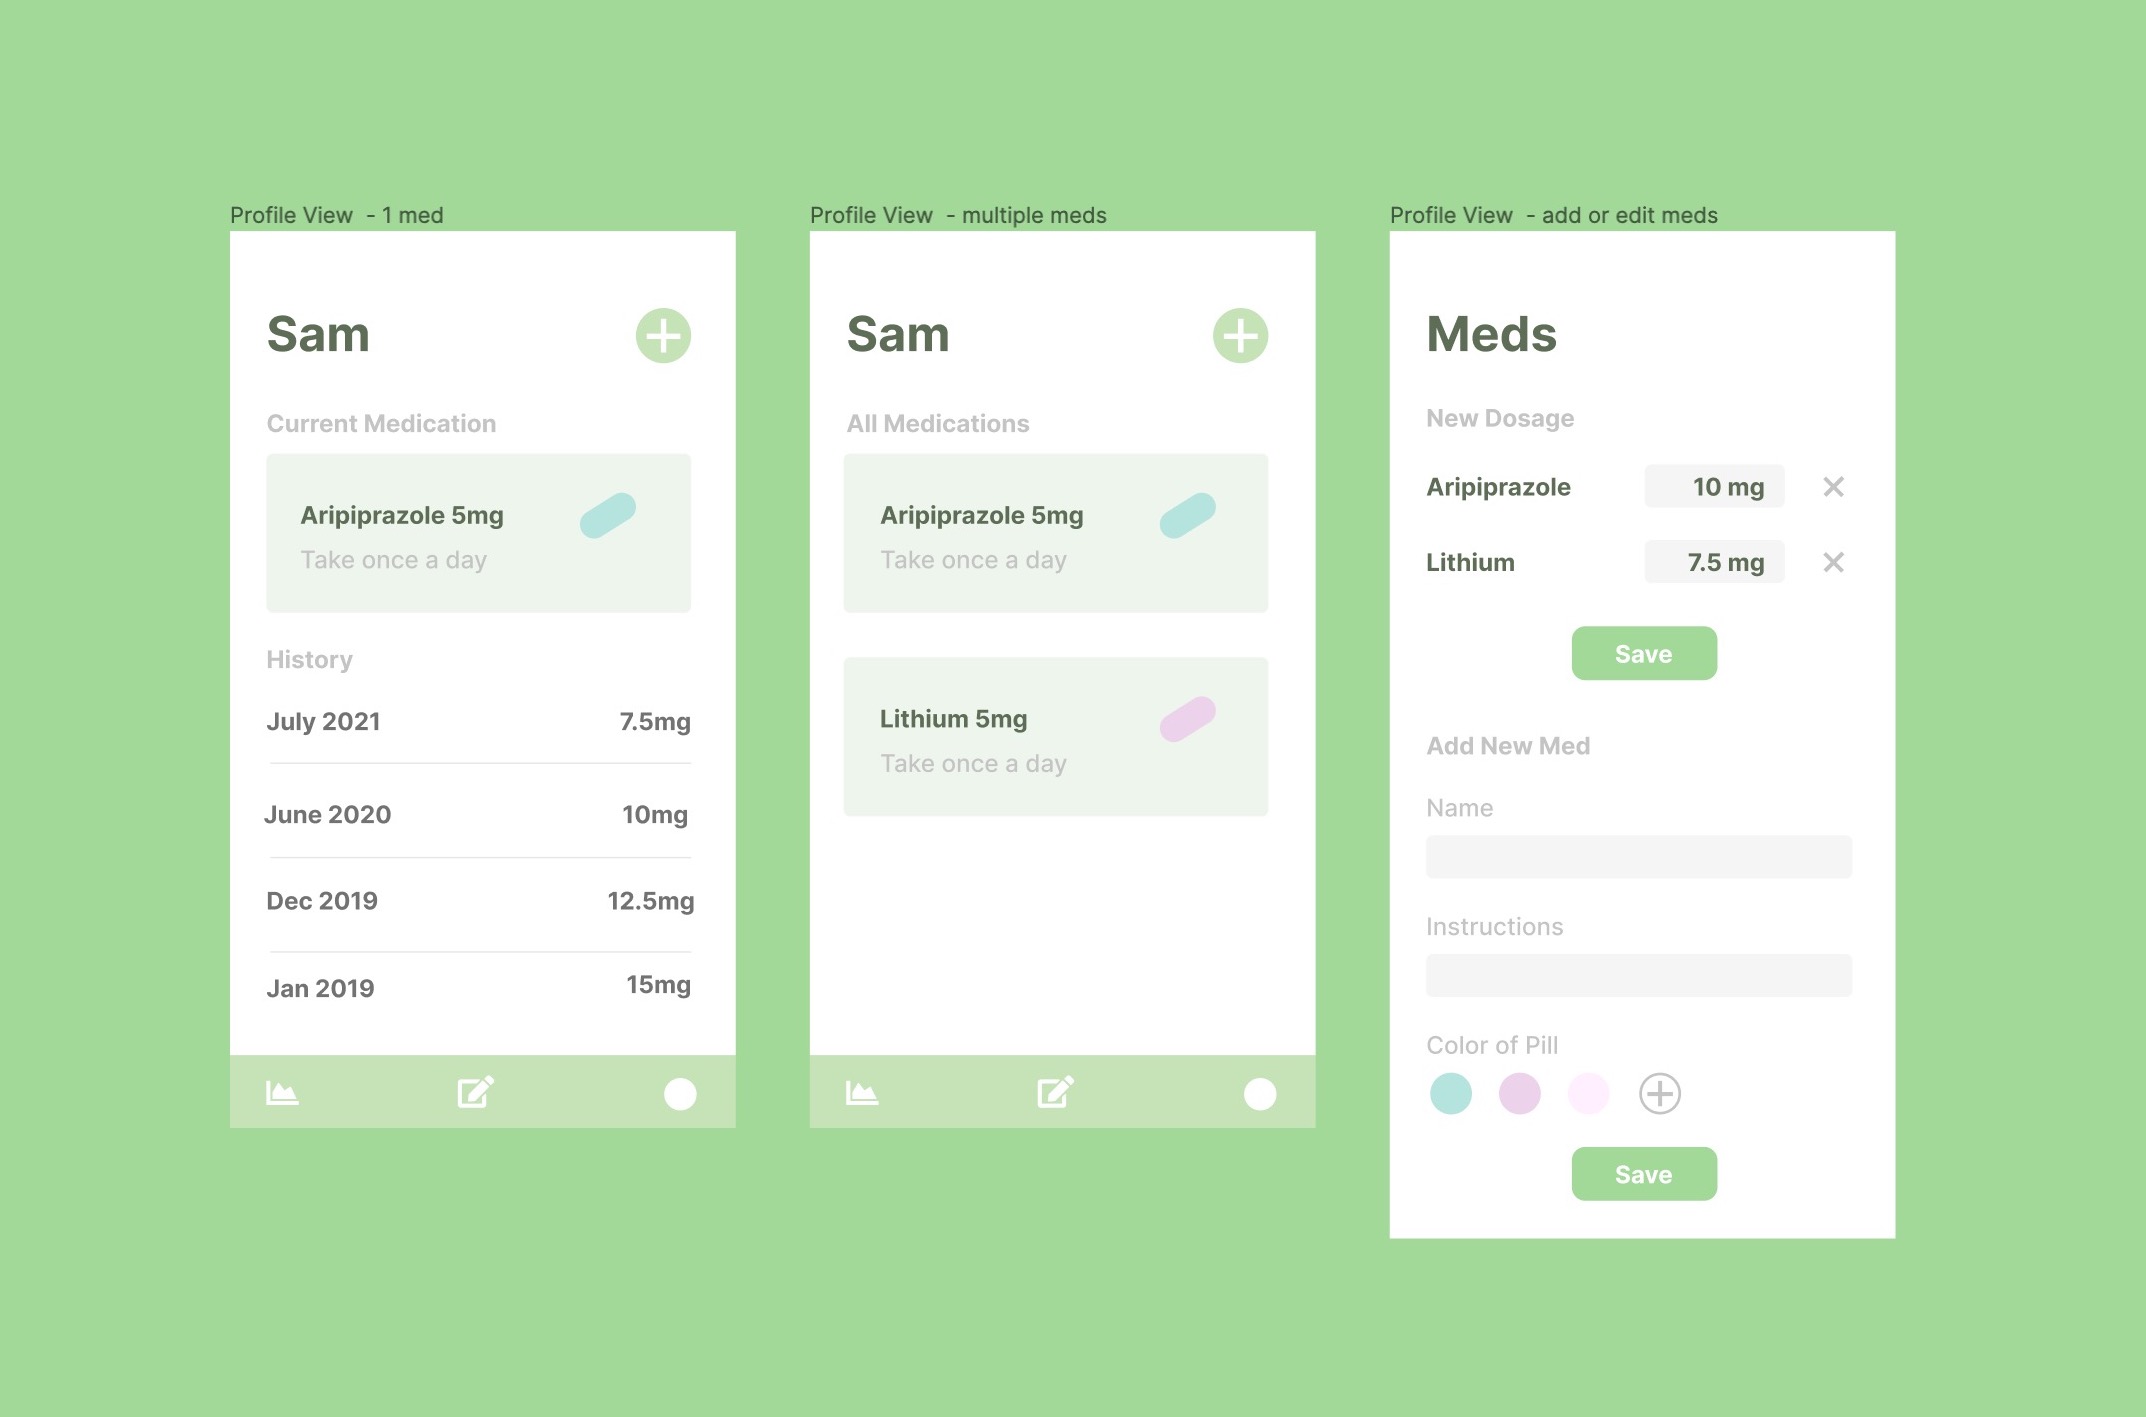 Profile View - 1 med
Sam
Current Medication
Aripiprazole 5mg
Take once a day
History
July 2021 7.5mg
June 2020 10mg
Dec 2019 12.5mg
Jan 2019 15mg
Profile View - multiple meds
Sam
All Medications
Aripiprazole 5mg
Take once a day
Lithium 5mg
Take once a day
Profile View - add or edit meds
Meds
New Dosage
Aripiprazole 10 mg
Lithium 7.5 mg
Save
Add New Med
Name
Instructions
Color of Pill
Save